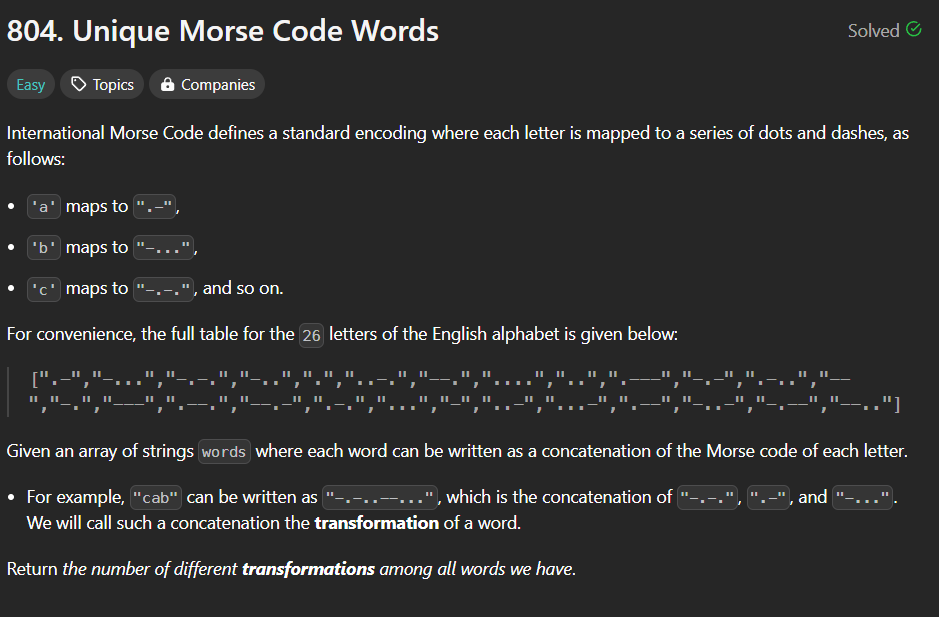 804. Unique Morse Code Words
Solved
Easy
Topics
Companies
International Morse Code defines a standard encoding where each letter is mapped to a series of dots and dashes, as
follows:
• 'a' maps to ".-",
• 'b' maps to "-...",
• 'c' maps to "-.-.", and so on.
For convenience, the full table for the 26 letters of the English alphabet is given below:
[".-","-...","-.-.","-..",".","..-.","--.","....","..",".---","-.-",".-..","--
","-.","---",".--.","--.-",".-.","...","-","..-","...-",".--","-..-","-.--","--.."]
Given an array of strings words where each word can be written as a concatenation of the Morse code of each letter.
• For example, "cab" can be written as "-.-..--...", which is the concatenation of "-.-.", ".-", and "-...".
We will call such a concatenation the transformation of a word.
Return the number of different transformations among all words we have.